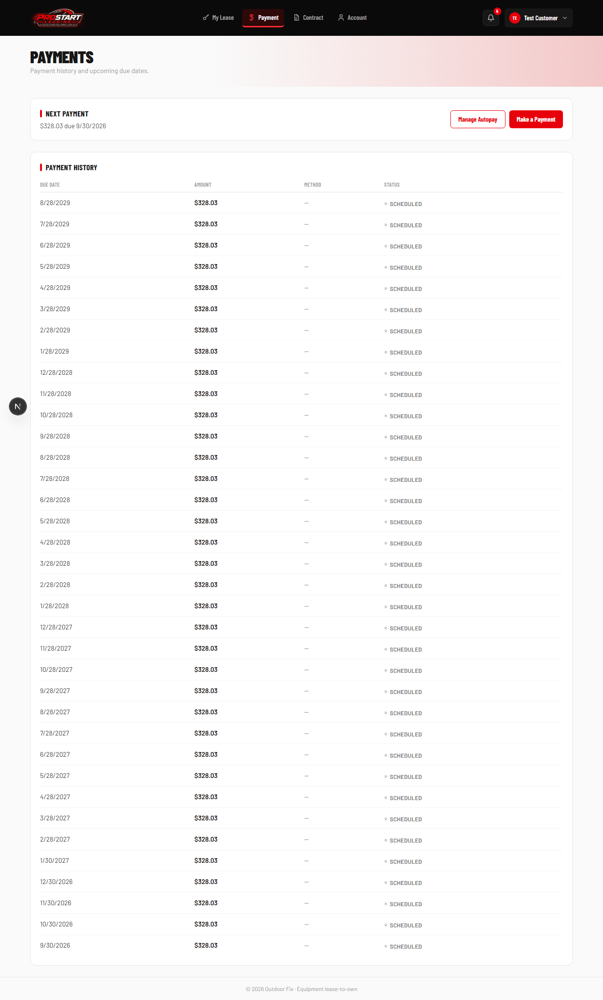 PROSTART
LEASING
My Lease
Payment
Contract
Account
6
TE
Test Customer
PAYMENTS
Payment history and upcoming due dates.
NEXT PAYMENT
$328.03 due 9/30/2026
Manage Autopay
Make a Payment
PAYMENT HISTORY
DUE DATE AMOUNT METHOD STATUS
8/28/2029 $328.03 — SCHEDULED
7/28/2029 $328.03 — SCHEDULED
6/28/2029 $328.03 — SCHEDULED
5/28/2029 $328.03 — SCHEDULED
4/28/2029 $328.03 — SCHEDULED
3/28/2029 $328.03 — SCHEDULED
2/28/2029 $328.03 — SCHEDULED
1/28/2029 $328.03 — SCHEDULED
12/28/2028 $328.03 — SCHEDULED
11/28/2028 $328.03 — SCHEDULED
10/28/2028 $328.03 — SCHEDULED
9/28/2028 $328.03 — SCHEDULED
8/28/2028 $328.03 — SCHEDULED
7/28/2028 $328.03 — SCHEDULED
6/28/2028 $328.03 — SCHEDULED
5/28/2028 $328.03 — SCHEDULED
4/28/2028 $328.03 — SCHEDULED
3/28/2028 $328.03 — SCHEDULED
2/28/2028 $328.03 — SCHEDULED
1/28/2028 $328.03 — SCHEDULED
12/28/2027 $328.03 — SCHEDULED
11/28/2027 $328.03 — SCHEDULED
10/28/2027 $328.03 — SCHEDULED
9/28/2027 $328.03 — SCHEDULED
8/28/2027 $328.03 — SCHEDULED
7/28/2027 $328.03 — SCHEDULED
6/28/2027 $328.03 — SCHEDULED
5/28/2027 $328.03 — SCHEDULED
4/28/2027 $328.03 — SCHEDULED
3/28/2027 $328.03 — SCHEDULED
2/28/2027 $328.03 — SCHEDULED
1/30/2027 $328.03 — SCHEDULED
12/30/2026 $328.03 — SCHEDULED
11/30/2026 $328.03 — SCHEDULED
10/30/2026 $328.03 — SCHEDULED
9/30/2026 $328.03 — SCHEDULED
© 2026 Outdoor Fix · Equipment lease-to-own